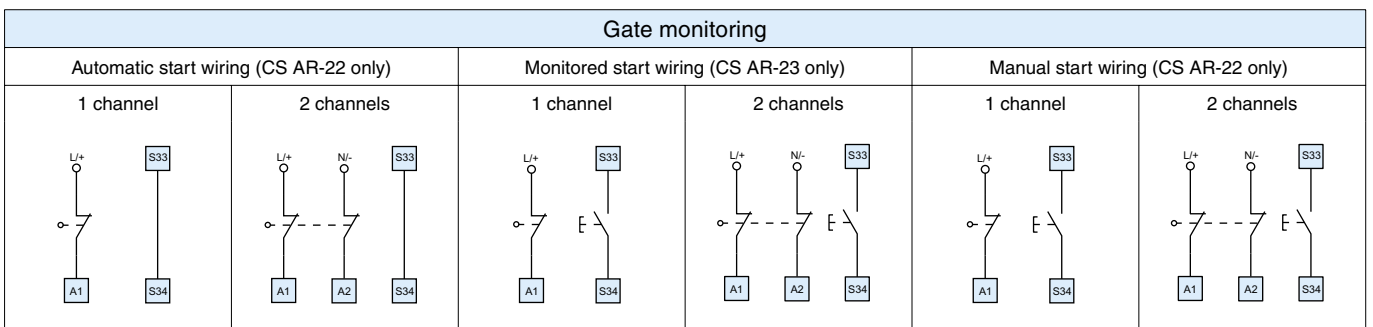 Gate monitoring
Automatic start wiring (CS AR-22 only)
Monitored start wiring (CS AR-23 only)
Manual start wiring (CS AR-22 only)
1 channel
2 channels
1 channel
2 channels
1 channel
2 channels
L/+ S33
L/+ N/- S33
L/+ S33
L/+ N/- S33
L/+ S33
L/+ N/- S33
A1 S34
A1 A2 S34
A1 S34
A1 A2 S34
A1 S34
A1 A2 S34